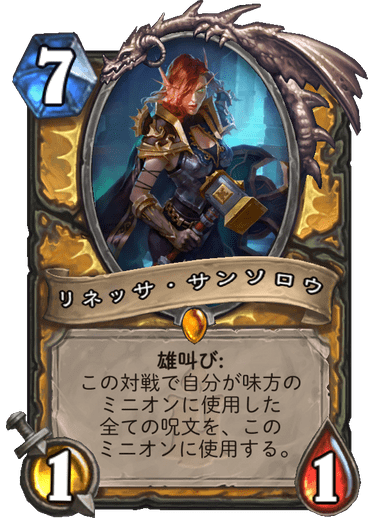 7
リネッサ・サンソロウ
雄叫び:
この対戦で自分が味方の
ミニオンに使用した
全ての呪文を、この
ミニオンに使用する。
1
1